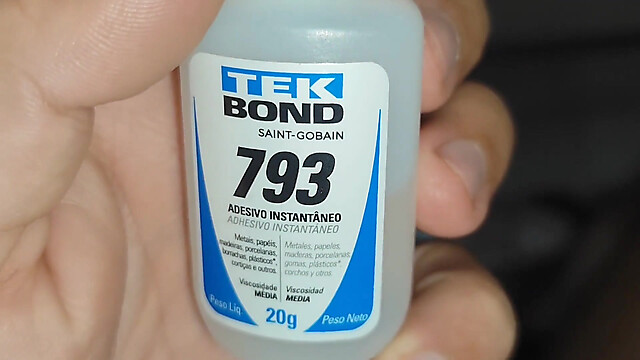 TEK
BOND
SAINT-GOBAIN
793
ADESIVO INSTANTÂNEO
ADHESIVO INSTANTÁNEO
Metais, papéis,
madeiras, porcelanas,
borrachas, plásticos*,
cortiças e outros.
Metales, papeles,
maderas, porcelanas,
gomas, plásticos*,
corchos y otros
Viscosidade
MÉDIA
Viscosidad
MEDIA
Peso Líq
20g
Peso Neto